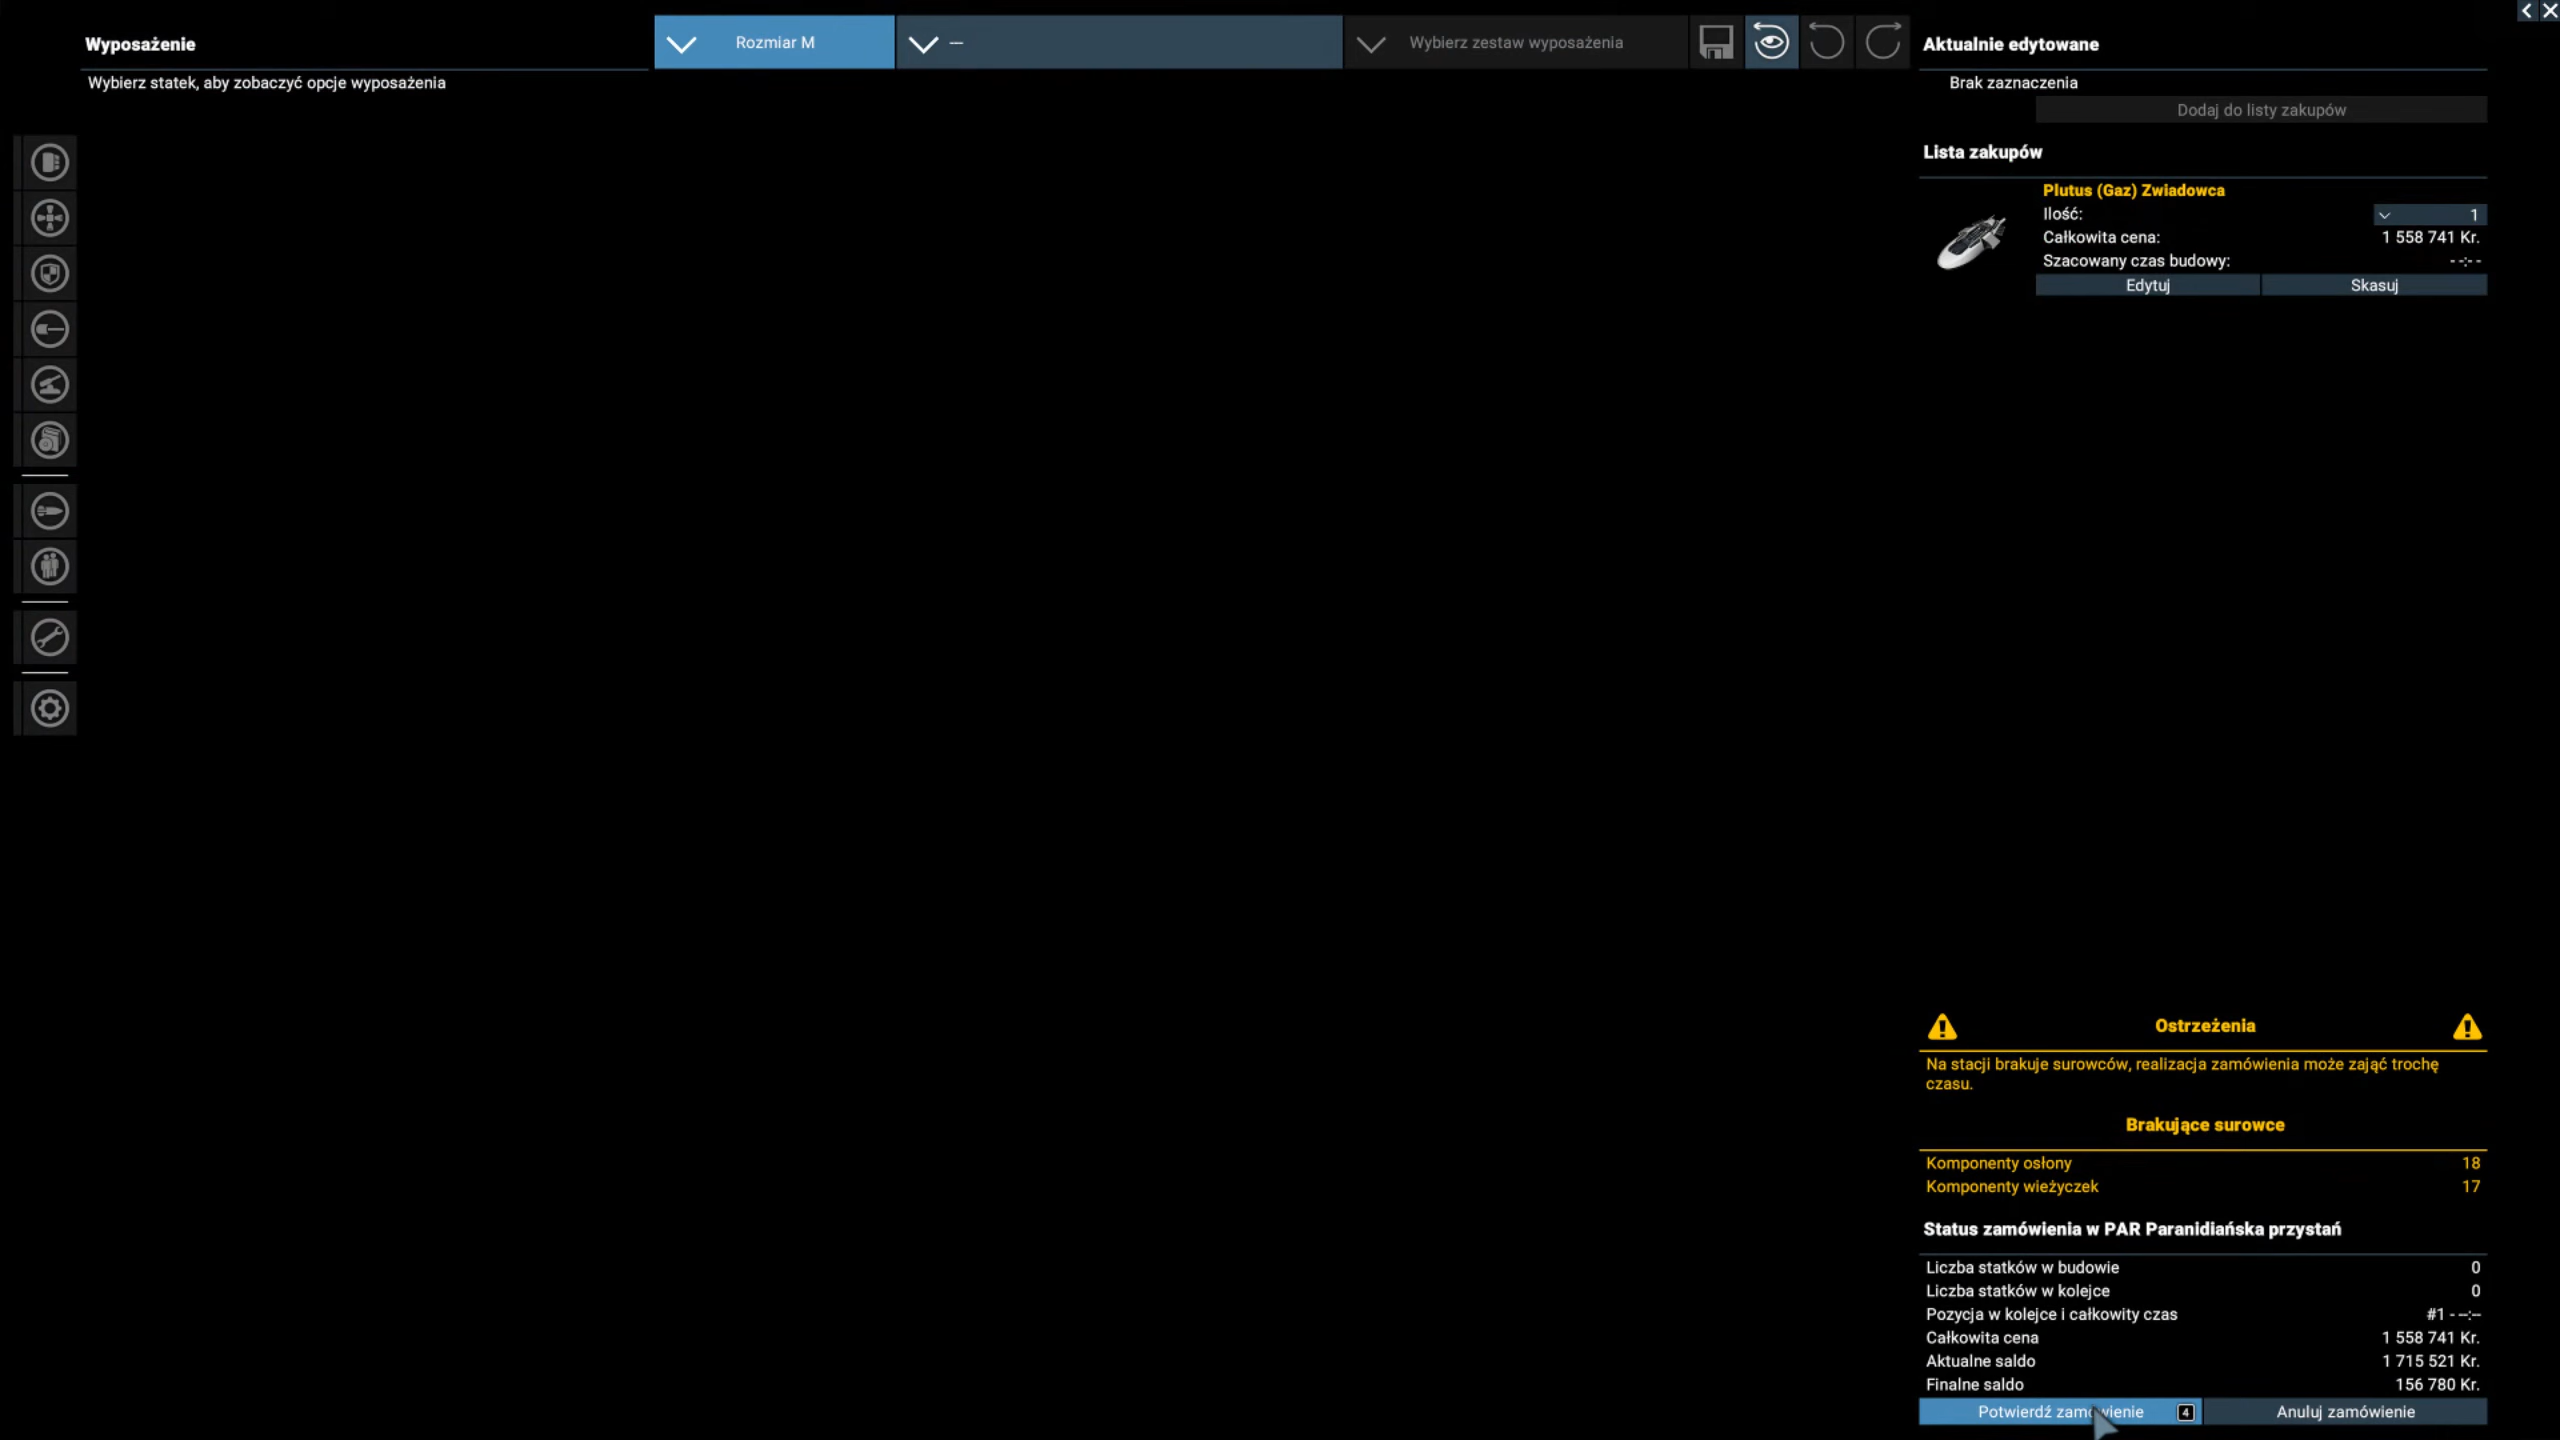 Wyposażenie
Wybierz statek, aby zobaczyć opcje wyposażenia
Rozmiar M
---
Wybierz zestaw wyposażenia
Aktualnie edytowane
Brak zaznaczenia
Dodaj do listy zakupów
Lista zakupów
Plutus (Gaz) Zwiadowca
Ilość: 1
Całkowita cena: 1 558 741 Kr.
Szacowany czas budowy: --:--
Edytuj Skasuj
Ostrzeżenia
Na stacji brakuje surowców, realizacja zamówienia może zająć trochę
czasu.
Brakujące surowce
Komponenty osłony 18
Komponenty wieżyczek 17
Status zamówienia w PAR Paranidiańska przystań
Liczba statków w budowie 0
Liczba statków w kolejce 0
Pozycja w kolejce i całkowity czas #1 - --:--
Całkowita cena 1 558 741 Kr.
Aktualne saldo 1 715 521 Kr.
Finalne saldo 156 780 Kr.
Potwierdź zamówienie 4 Anuluj zamówienie